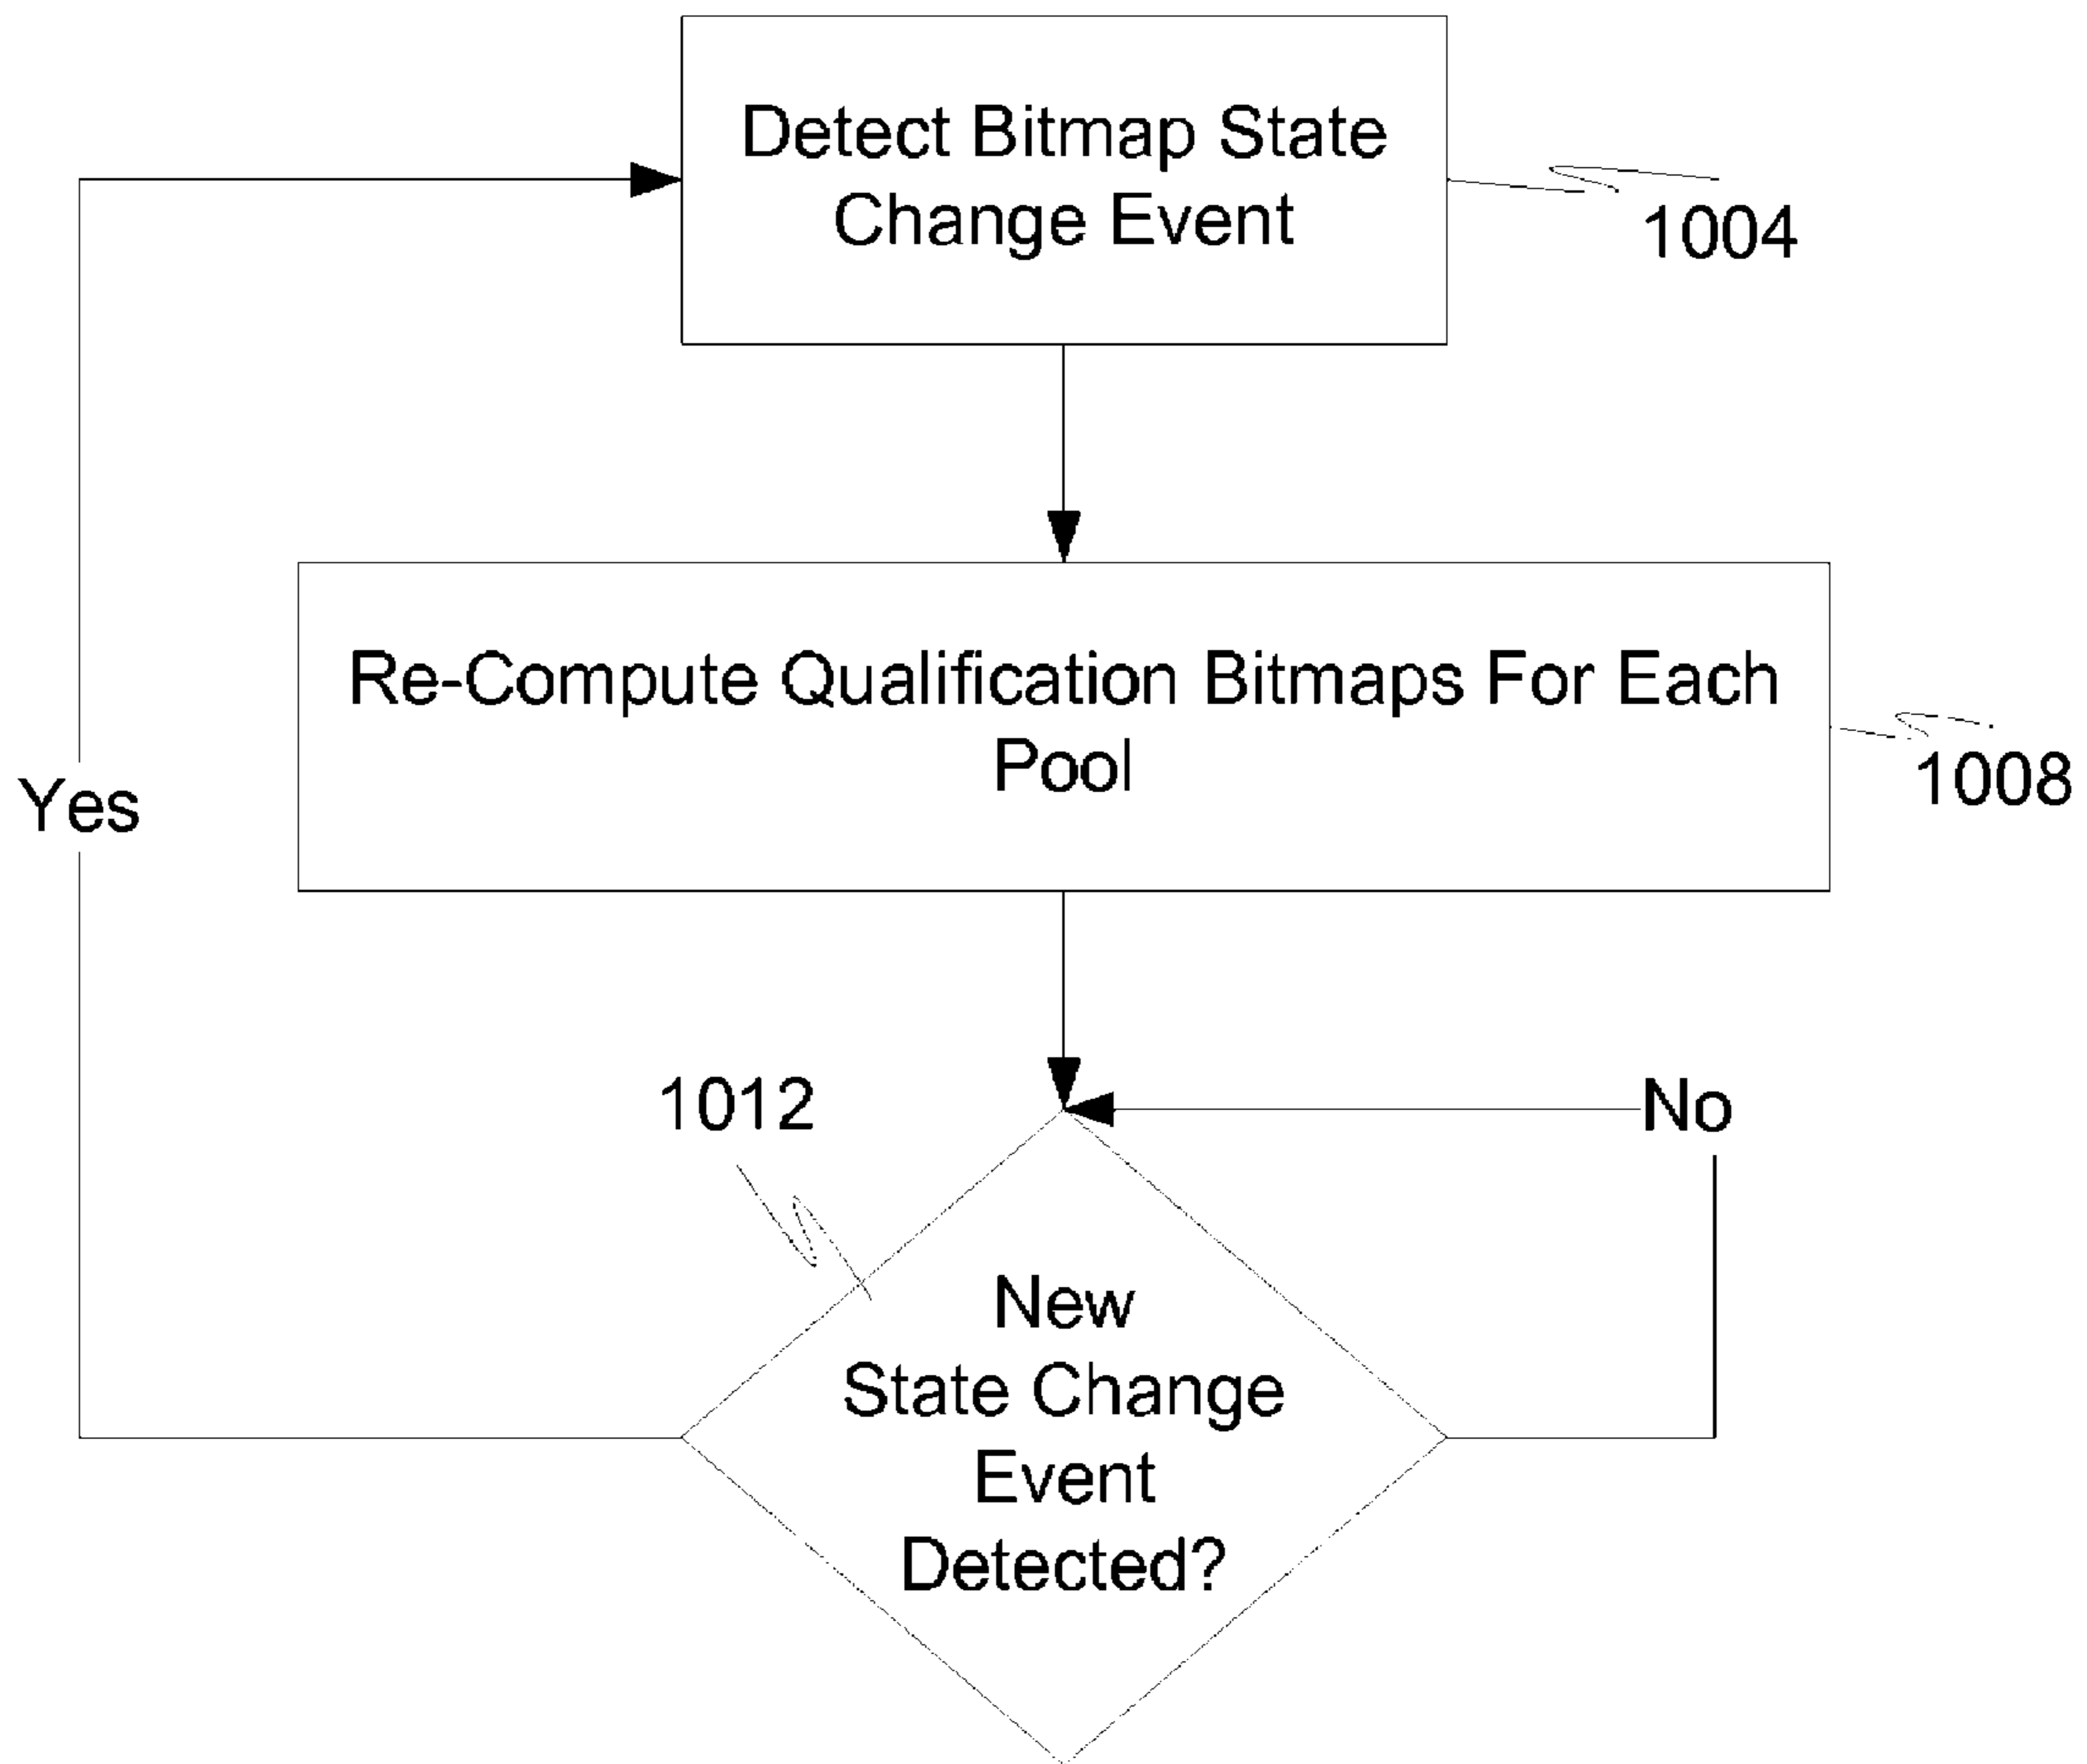 Detect Bitmap State
Change Event
1004
Re-Compute Qualification Bitmaps For Each
Pool
1008
Yes
1012
No
New
State Change
Event
Detected?